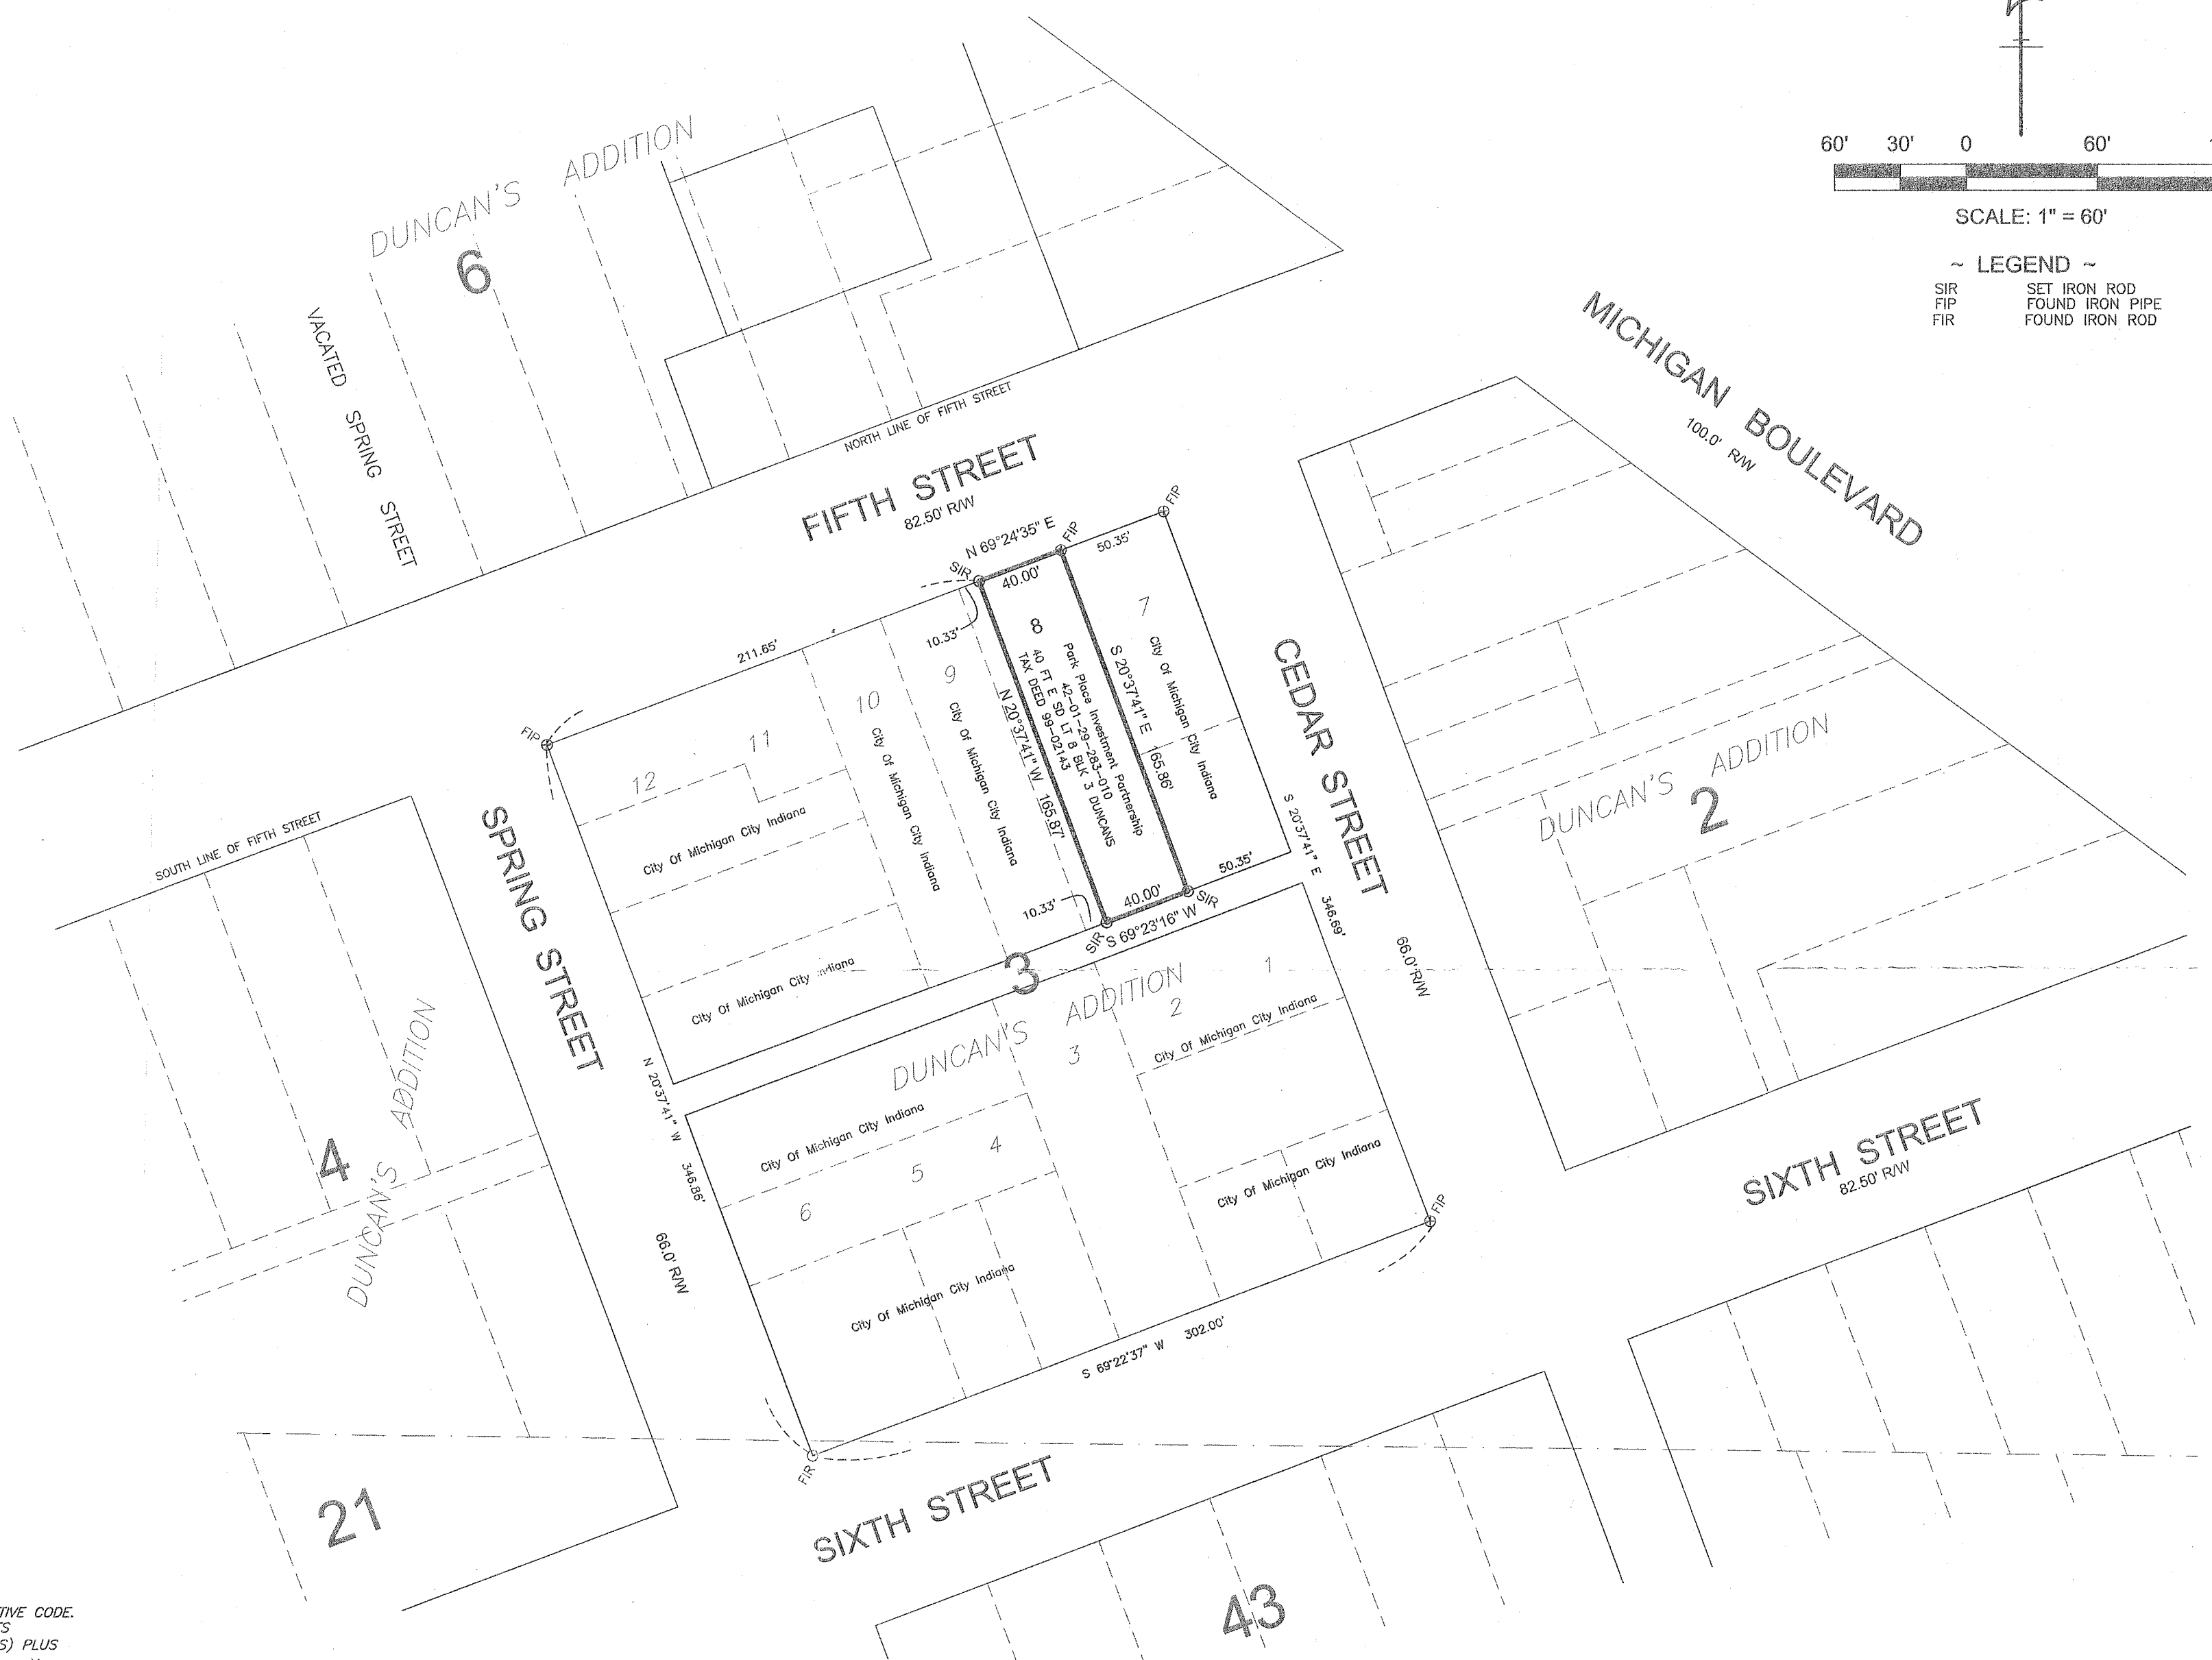 60' 30' 0 60'
SCALE: 1" = 60'
~ LEGEND ~
SIR SET IRON ROD
FIP FOUND IRON PIPE
FIR FOUND IRON ROD
DUNCAN'S ADDITION
6
VACATED SPRING STREET
NORTH LINE OF FIFTH STREET
FIFTH STREET
82.50' R/W
MICHIGAN BOULEVARD
100.0' R/W
N 69°24'35" E
FIP
FIP
SIR
40.00'
50.35'
10.33'
211.65'
FIP
12
11
10
9
8
7
City Of Michigan City Indiana
City Of Michigan City Indiana
City Of Michigan City Indiana
City Of Michigan City Indiana
City Of Michigan City Indiana
N 20°37'41" W 165.87'
Park Place Investment Partnership
42-01-29-283-010
40 FT E SD LT 8 BLK 3 DUNCANS
TAX DEED 99-02143
S 20°37'41" E 165.86'
CEDAR STREET
66.0' R/W
S 20°37'41" E 346.69'
50.35'
40.00'
10.33'
SIR
SIR
S 69°23'16" W
SOUTH LINE OF FIFTH STREET
SPRING STREET
66.0' R/W
N 20°37'41" W 346.86'
3
DUNCAN'S ADDITION
1
2
3
4
5
6
City Of Michigan City Indiana
City Of Michigan City Indiana
City Of Michigan City Indiana
City Of Michigan City Indiana
FIP
S 69°22'37" W 302.00'
FIR
DUNCAN'S ADDITION
2
4
DUNCAN'S ADDITION
SIXTH STREET
82.50' R/W
SIXTH STREET
21
43
TIVE CODE.
S) PLUS